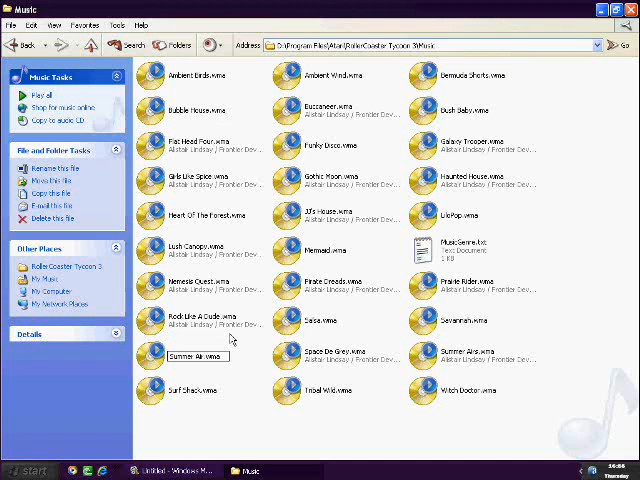 Music
File Edit View Favorites Tools Help
Back Search Folders Address D:\Program Files\Atari\RollerCoaster Tycoon 3\Music Go
Music Tasks
Play all
Shop for music online
Copy to audio CD
File and Folder Tasks
Rename this file
Move this file
Copy this file
E-mail this file
Delete this file
Other Places
RollerCoaster Tycoon 3
My Music
My Computer
My Network Places
Details
Ambient Birds.wma
Ambient Wind.wma
Bermuda Shorts.wma
Bubble House.wma
Buccaneer.wma
Alistair Lindsay / Frontier Dev...
Bush Baby.wma
Flat Head Four.wma
Alistair Lindsay / Frontier Dev...
Funky Disco.wma
Galaxy Trooper.wma
Alistair Lindsay / Frontier Dev...
Girls Like Spice.wma
Alistair Lindsay / Frontier Dev...
Gothic Moon.wma
Alistair Lindsay / Frontier Dev...
Haunted House.wma
Alistair Lindsay / Frontier Dev...
Heart Of The Forest.wma
JJ's House.wma
Alistair Lindsay / Frontier Dev...
LiloPop.wma
Lush Canopy.wma
Alistair Lindsay / Frontier Dev...
Mermaid.wma
MusicGenre.txt
Text Document
1 KB
Nemesis Quest.wma
Alistair Lindsay / Frontier Dev...
Pirate Dreads.wma
Alistair Lindsay / Frontier Dev...
Prairie Rider.wma
Alistair Lindsay / Frontier Dev...
Rock Like A Dude.wma
Alistair Lindsay / Frontier Dev...
Salsa.wma
Savannah.wma
Summer Air.wma
Space De Grey.wma
Alistair Lindsay / Frontier Dev...
Summer Airs.wma
Alistair Lindsay / Frontier Dev...
Surf Shack.wma
Tribal Wild.wma
Witch Doctor.wma
start Untitled - Windows M... Music 16:56
Thursday